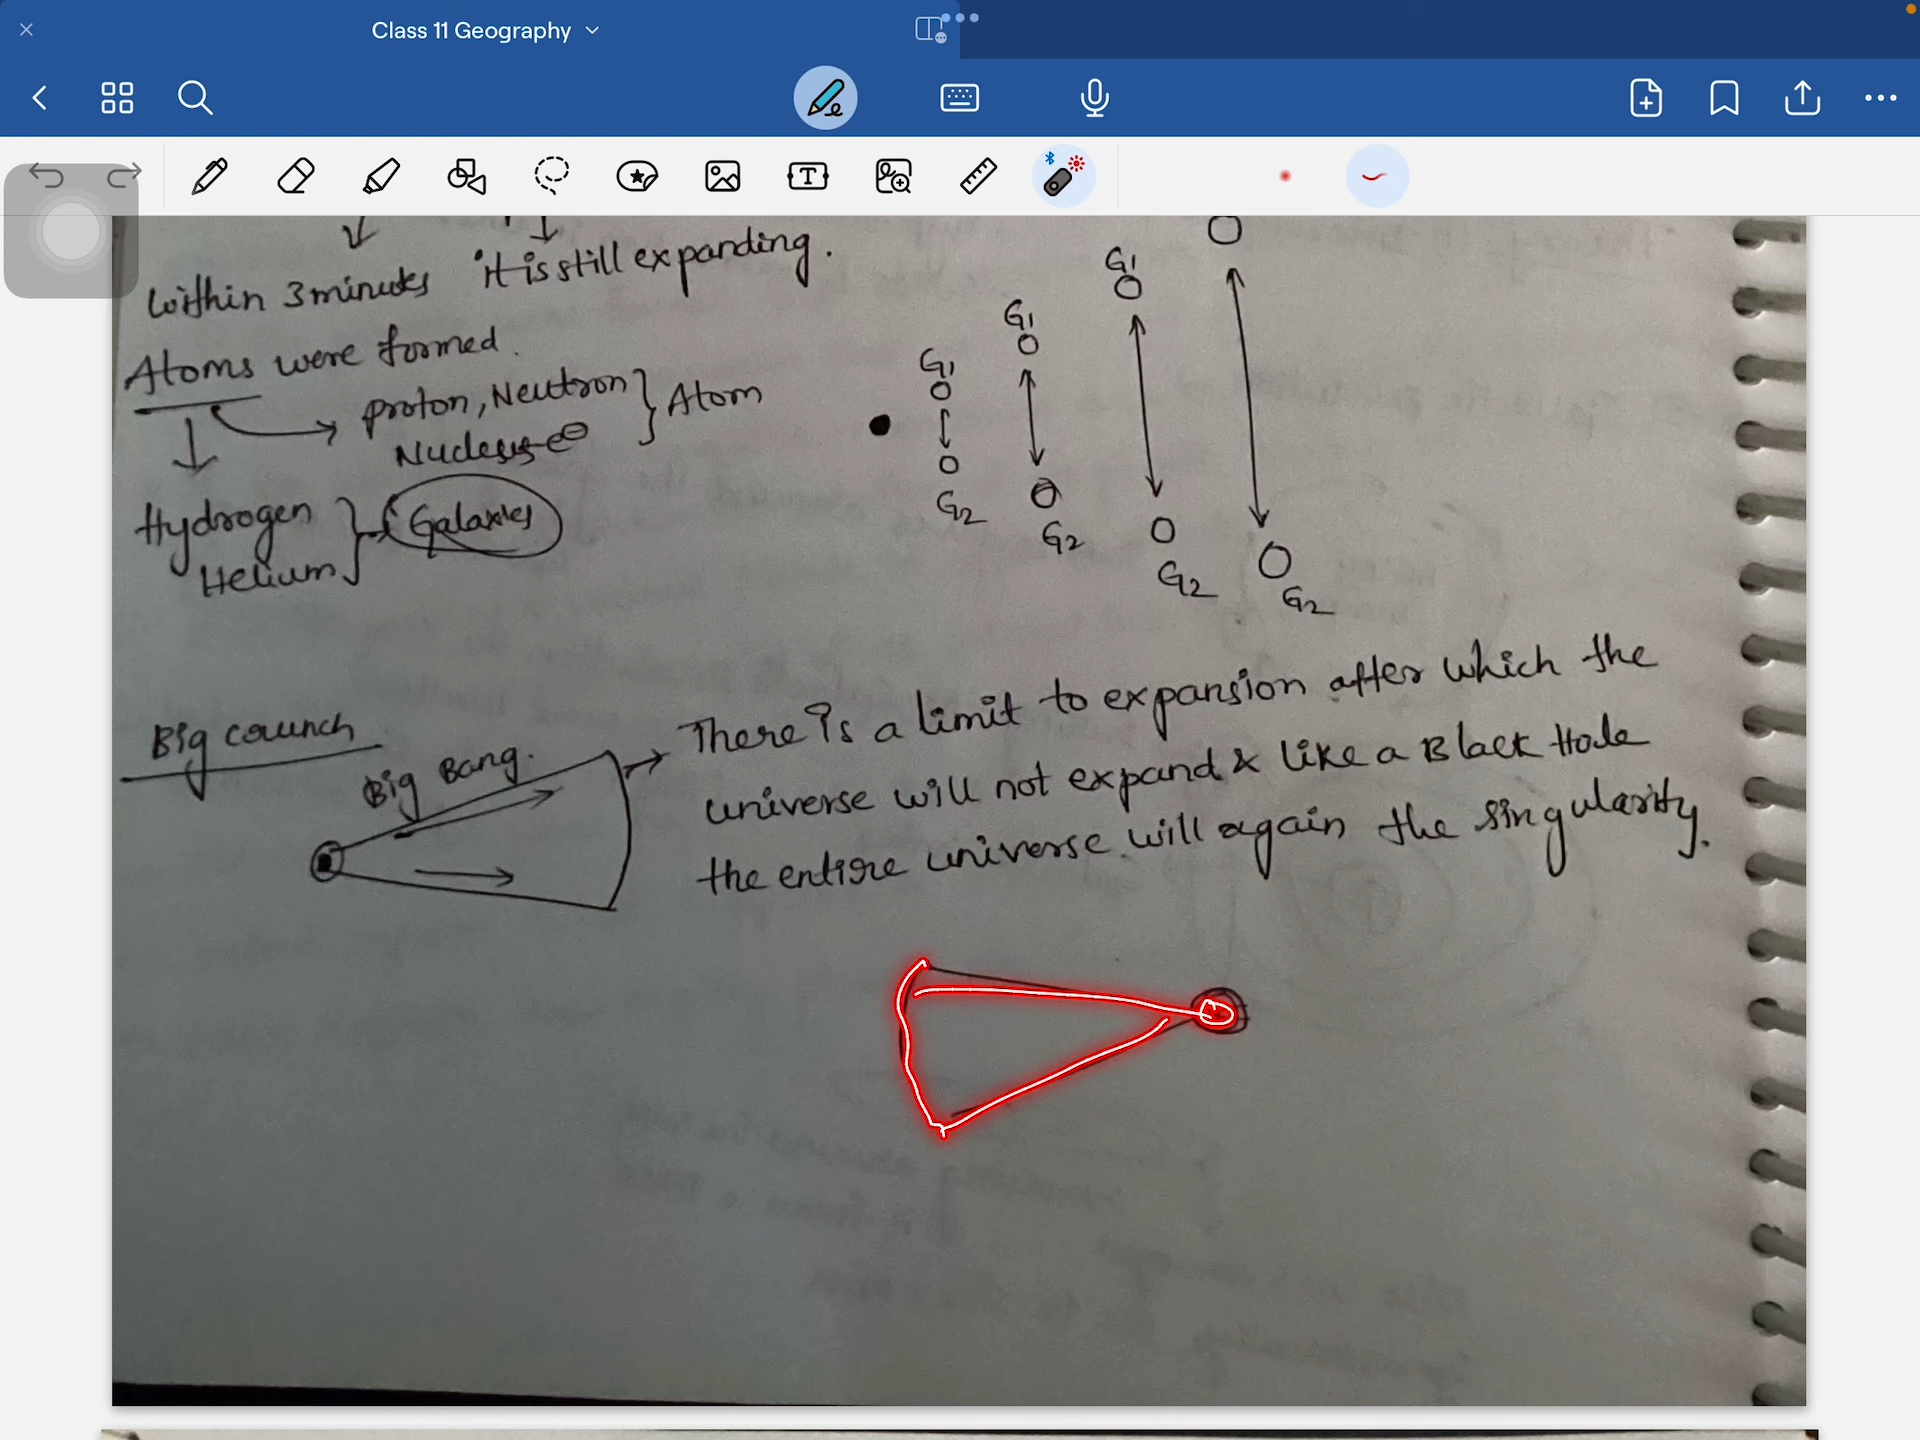 Class 11 Geography
within 3 minutes it is still expanding.
Atoms were formed.
proton, Neutron } Atom
Nucleus e⊖
Hydrogen } Galaxies
Helium
G1 G1 G1
G2 G2 G2 G2
Big crunch
Big Bang.
There is a limit to expansion after which the
universe will not expand & like a Black Hole
the entire universe will again the singularity.